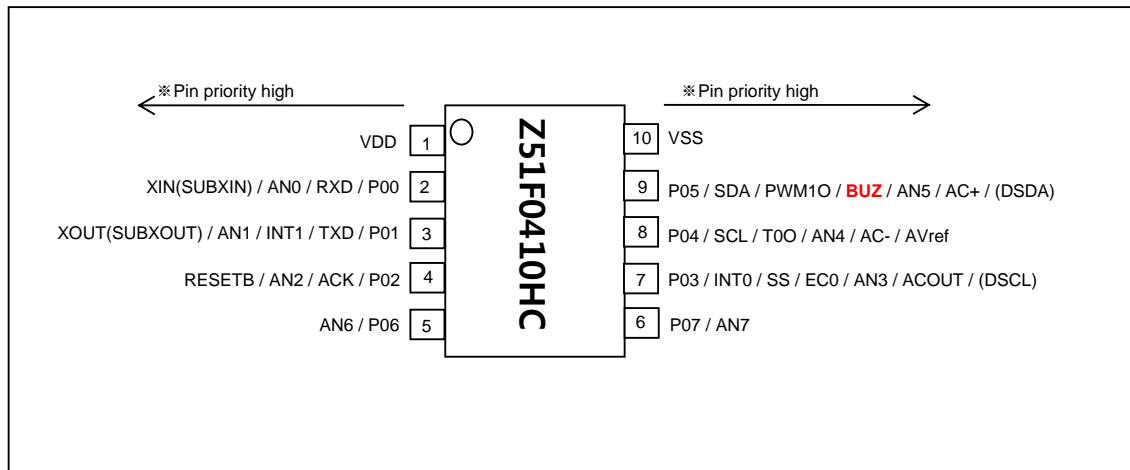 ※Pin priority high
※Pin priority high
Z51F0410HC
VDD 1
10 VSS
XIN(SUBXIN) / AN0 / RXD / P00 2
9 P05 / SDA / PWM1O / BUZ / AN5 / AC+ / (DSDA)
XOUT(SUBXOUT) / AN1 / INT1 / TXD / P01 3
8 P04 / SCL / T0O / AN4 / AC- / AVref
RESETB / AN2 / ACK / P02 4
7 P03 / INT0 / SS / EC0 / AN3 / ACOUT / (DSCL)
AN6 / P06 5
6 P07 / AN7